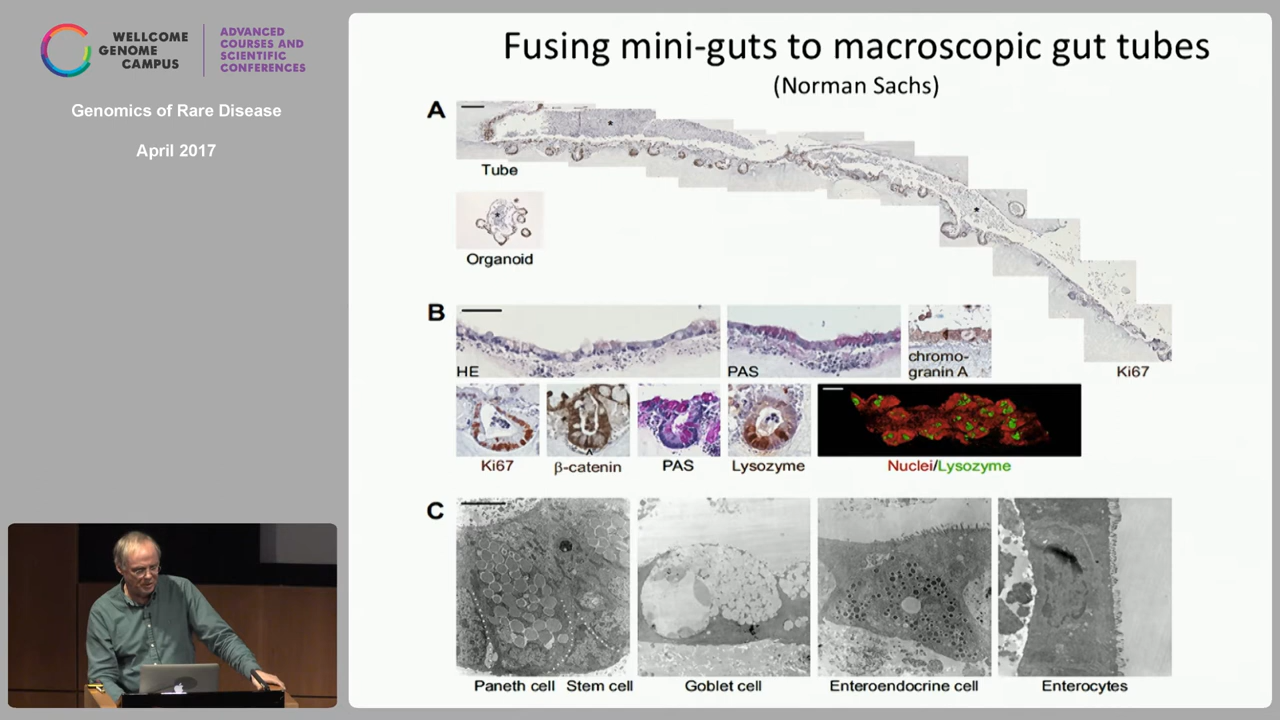 WELLCOME
GENOME
CAMPUS
ADVANCED
COURSES AND
SCIENTIFIC
CONFERENCES
Genomics of Rare Disease
April 2017
Fusing mini-guts to macroscopic gut tubes
(Norman Sachs)
A
*
*
Tube
*
Organoid
Ki67
B
HE
PAS
chromo-
granin A
Ki67
β-catenin
PAS
Lysozyme
Nuclei/Lysozyme
C
Paneth cell Stem cell
Goblet cell
Enteroendocrine cell
Enterocytes